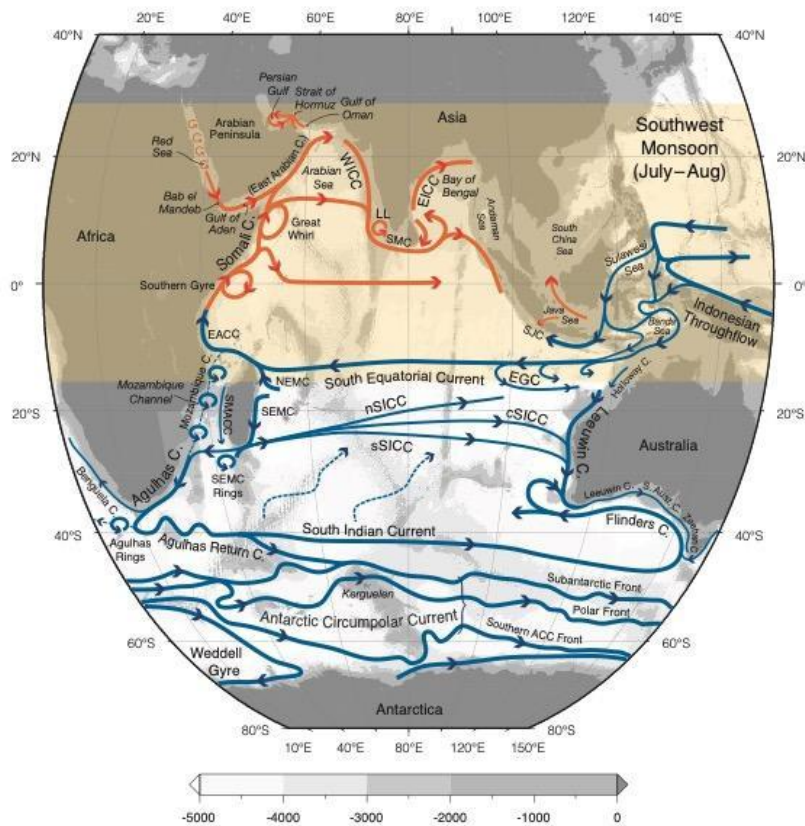 20°E
40°E
60°E
80°E
100°E
120°E
140°E
40°N
40°N
Persian
Gulf
Strait of
Hormuz
Gulf of
Oman
Arabian
Peninsula
Asia
Southwest
Monsoon
(July–Aug)
Red
Sea
20°N
20°N
(East Arabian C.)
Arabian
Sea
WICC
EICC
Bay of
Bengal
Bab el
Mandeb
Gulf of
Aden
LL
SMC
Andaman
Sea
South
China
Sea
Africa
Somali C.
Great
Whirl
Sulawesi
Sea
Southern Gyre
0°
0°
Java
Sea
Banda
Sea
Indonesian
Throughflow
SJC
EACC
NEMC
South Equatorial Current
EGC
Holloway C.
Mozambique
Channel
Mozambique C.
SMACC
SEMC
nSICC
cSICC
sSICC
20°S
20°S
Leeuwin C.
Australia
Agulhas C.
SEMC
Rings
Benguela C.
Leeuwin C.
S. Aust. C.
Zeehan C.
Flinders C.
South Indian Current
Agulhas
Rings
Agulhas Return C.
40°S
40°S
Subantarctic Front
Kerguelen
Polar Front
Antarctic Circumpolar Current
Southern ACC Front
60°S
60°S
Weddell
Gyre
Antarctica
80°S
80°S
10°E
40°E
80°E
120°E
150°E
-5000
-4000
-3000
-2000
-1000
0